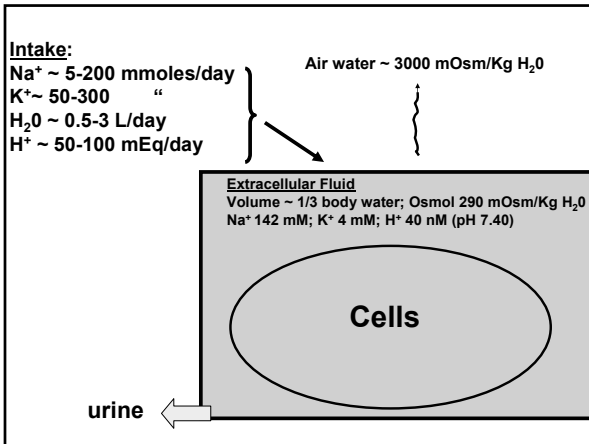 Intake:
Na⁺ ~ 5-200 mmoles/day
K⁺~ 50-300 “
H₂0 ~ 0.5-3 L/day
H⁺ ~ 50-100 mEq/day
Air water ~ 3000 mOsm/Kg H₂0
Extracellular Fluid
Volume ~ 1/3 body water; Osmol 290 mOsm/Kg H₂0
Na⁺ 142 mM; K⁺ 4 mM; H⁺ 40 nM (pH 7.40)
Cells
urine